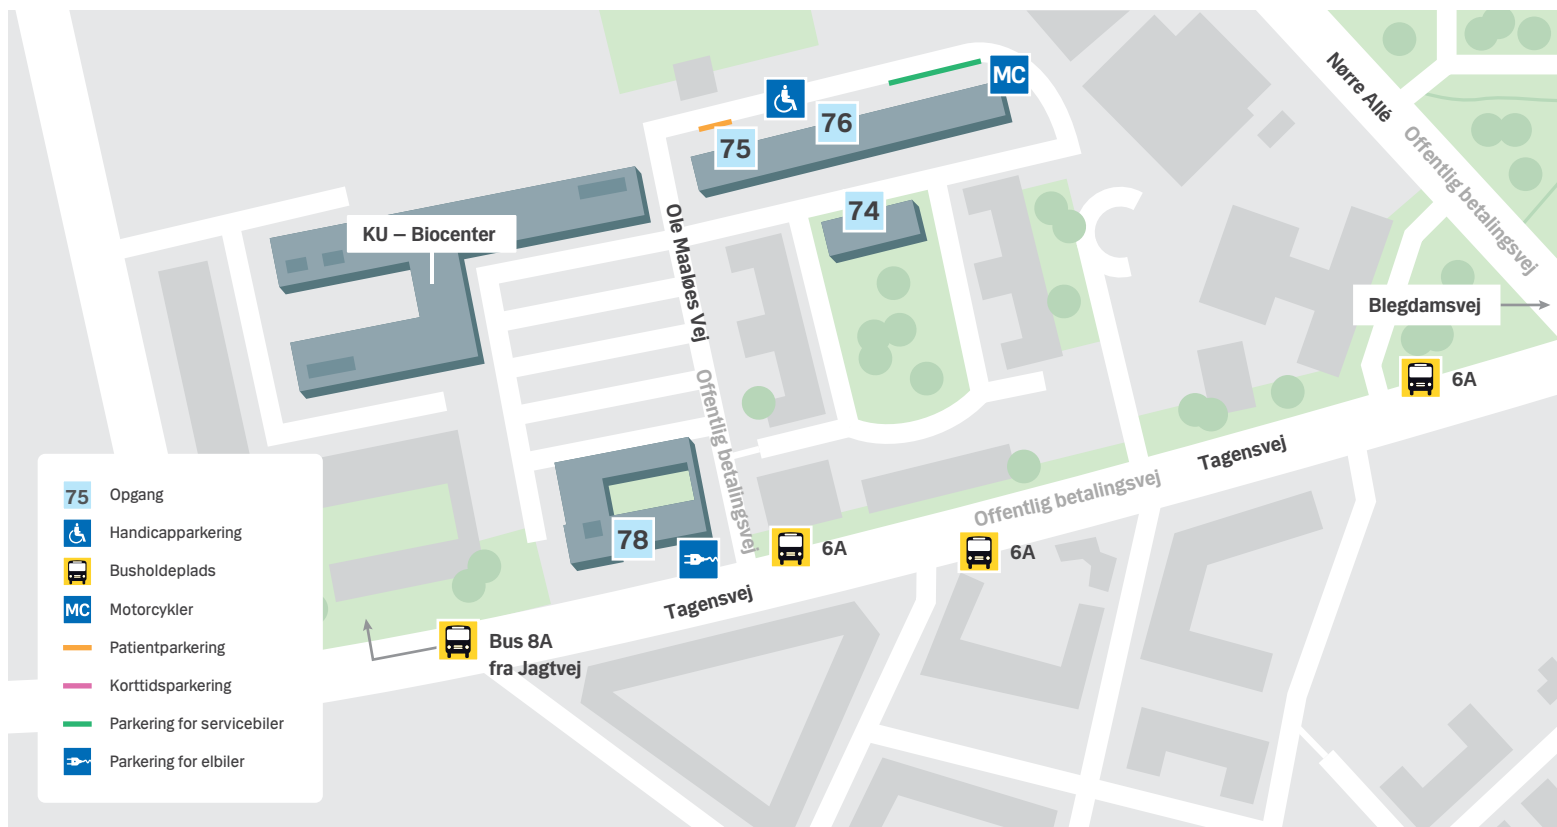 Nørre Allé
Offentlig betalingsvej
MC
76
75
74
Ole Maaløes Vej
Offentlig betalingsvej
KU – Biocenter
Blegdamsvej
6A
Tagensvej
Offentlig betalingsvej
6A
6A
78
Tagensvej
Bus 8A
fra Jagtvej
75 Opgang
Handicapparkering
Busholdeplads
MC Motorcykler
Patientparkering
Korttidsparkering
Parkering for servicebiler
Parkering for elbiler